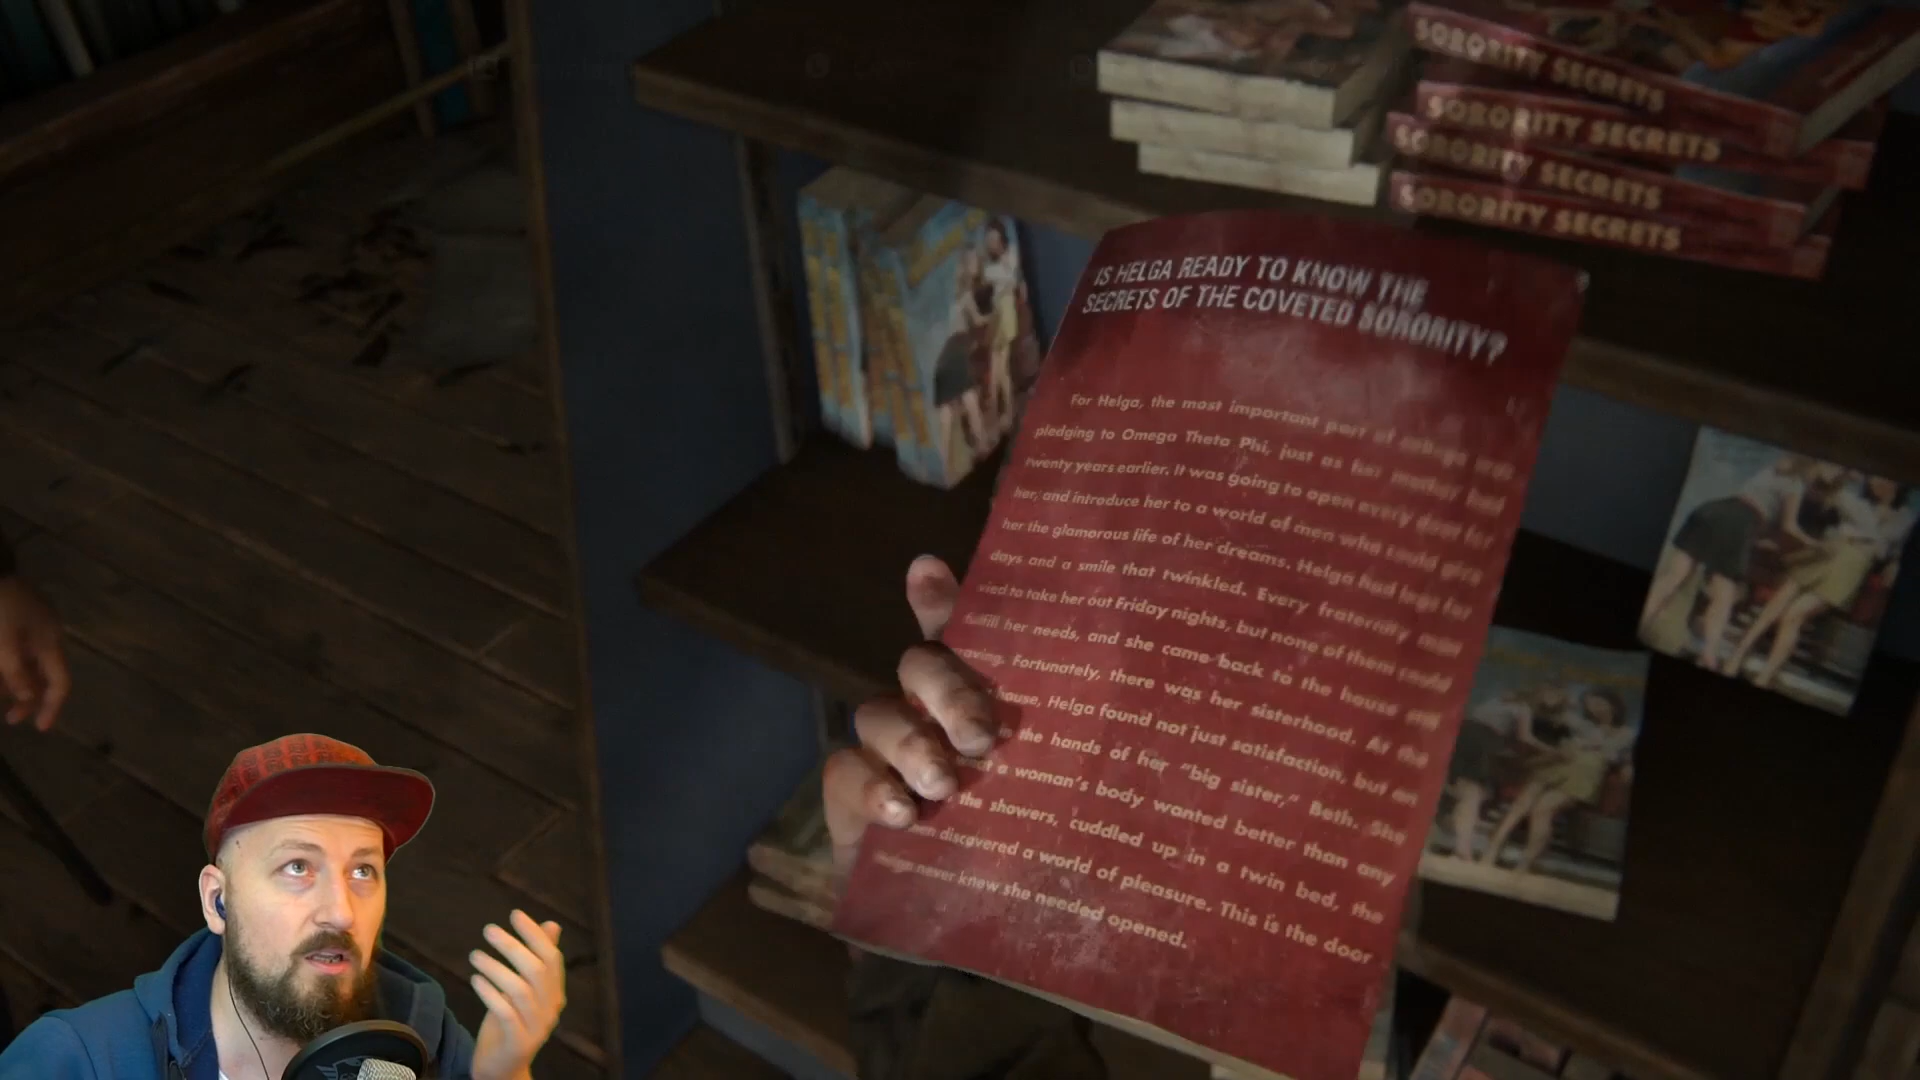 SORORITY SECRETS
SORORITY SECRETS
SORORITY SECRETS
SORORITY SECRETS
IS HELGA READY TO KNOW THE
SECRETS OF THE COVETED SORORITY?
For Helga, the most important part of college was
pledging to Omega Theta Phi, just as her mother had
twenty years earlier. It was going to open every door for
her, and introduce her to a world of men who could give
her the glamorous life of her dreams. Helga had legs for
days and a smile that twinkled. Every fraternity man
to take her out Friday nights, but none of them could
fulfill her needs, and she came back to the house still
Fortunately, there was her sisterhood. At the
house, Helga found not just satisfaction, but an
in the hands of her "big sister," Beth. She
what a woman's body wanted better than any
the showers, cuddled up in a twin bed, the
discovered a world of pleasure. This is the door
Helga never knew she needed opened.